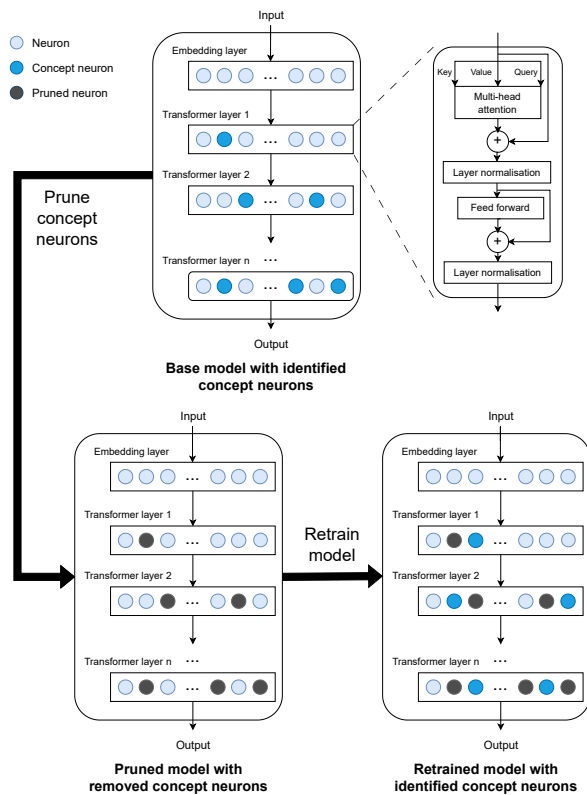 Neuron
Concept neuron
Pruned neuron
Input
Embedding layer
...
Transformer layer 1
...
Transformer layer 2
...
...
Transformer layer n
...
Output
Base model with identified
concept neurons
Key
Value
Query
Multi-head
attention
+
Layer normalisation
Feed forward
+
Layer normalisation
Prune
concept
neurons
Input
Embedding layer
...
Transformer layer 1
...
Transformer layer 2
...
...
Transformer layer n
...
Output
Pruned model with
removed concept neurons
Retrain
model
Input
Embedding layer
...
Transformer layer 1
...
Transformer layer 2
...
...
Transformer layer n
...
Output
Retrained model with
identified concept neurons